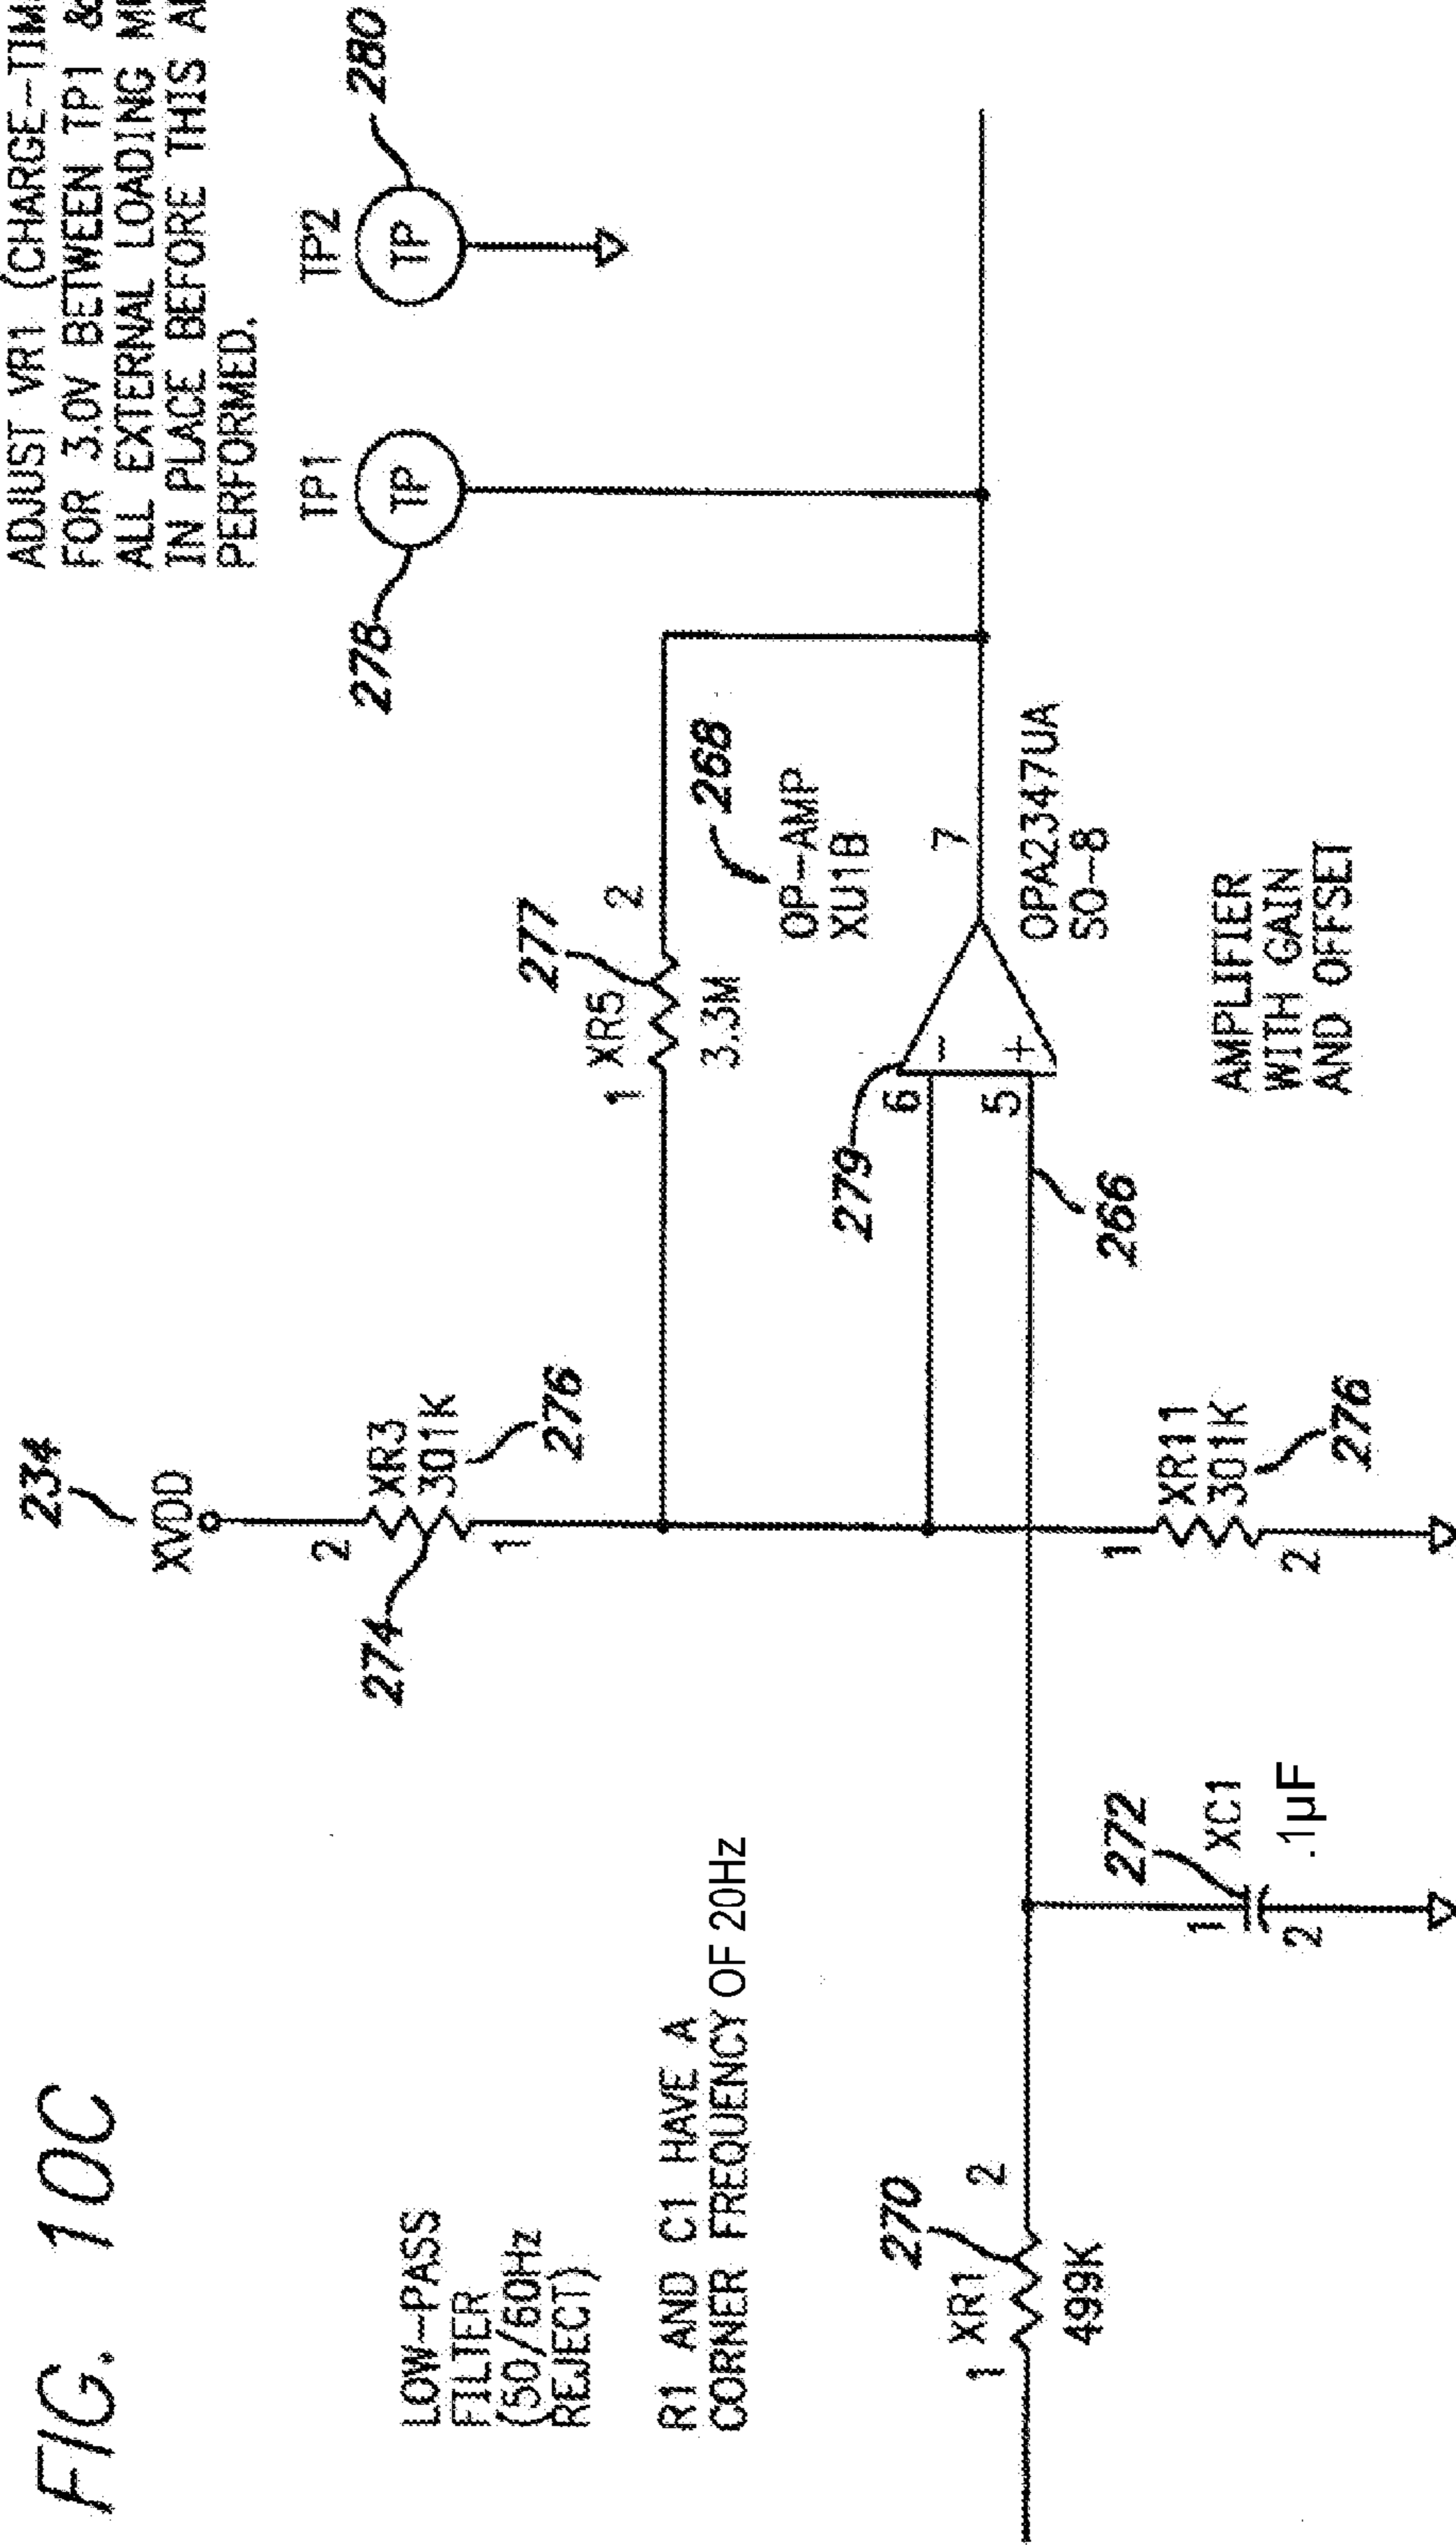 FIG. 10C
LOW-PASS
FILTER
(50/60Hz
REJECT)
R1 AND C1 HAVE A
CORNER FREQUENCY OF 20Hz
270
1 XR1 2
499K
272
1 XC1
2 .1µF
234
XVDD
2 XR3
274 301K
1 276
1 XR11
301K
2 276
277
1 XR5 2
3.3M
268
OP-AMP
XU1B
279
6 -
5 +
7
266
OPA2347UA
SO-8
AMPLIFIER
WITH GAIN
AND OFFSET
TP1
TP
278
TP2
TP
280
ADJUST VR1 (CHARGE-TIM
FOR 3.0V BETWEEN TP1 &
ALL EXTERNAL LOADING
IN PLACE BEFORE THIS
PERFORMED.